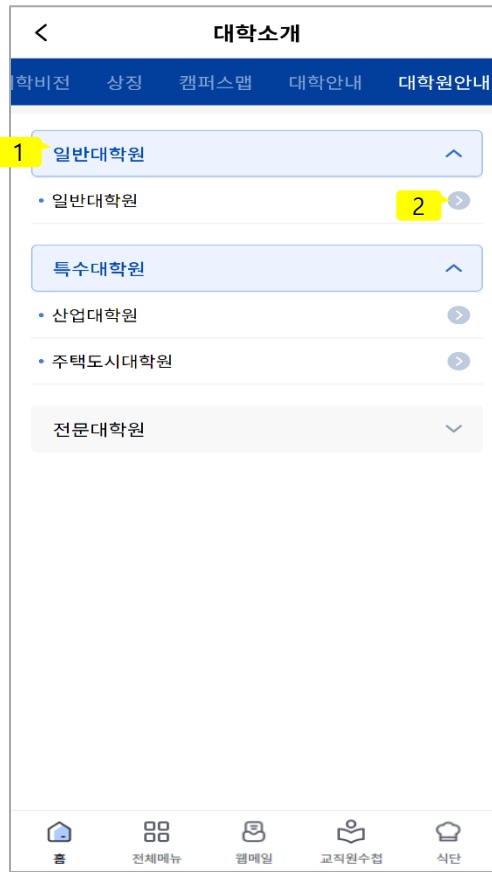 대학소개
학비전 상징 캠퍼스맵 대학안내 대학원안내
1 일반대학원
• 일반대학원 2
특수대학원
• 산업대학원
• 주택도시대학원
전문대학원
홈 전체메뉴 웹메일 교직원수첩 식단